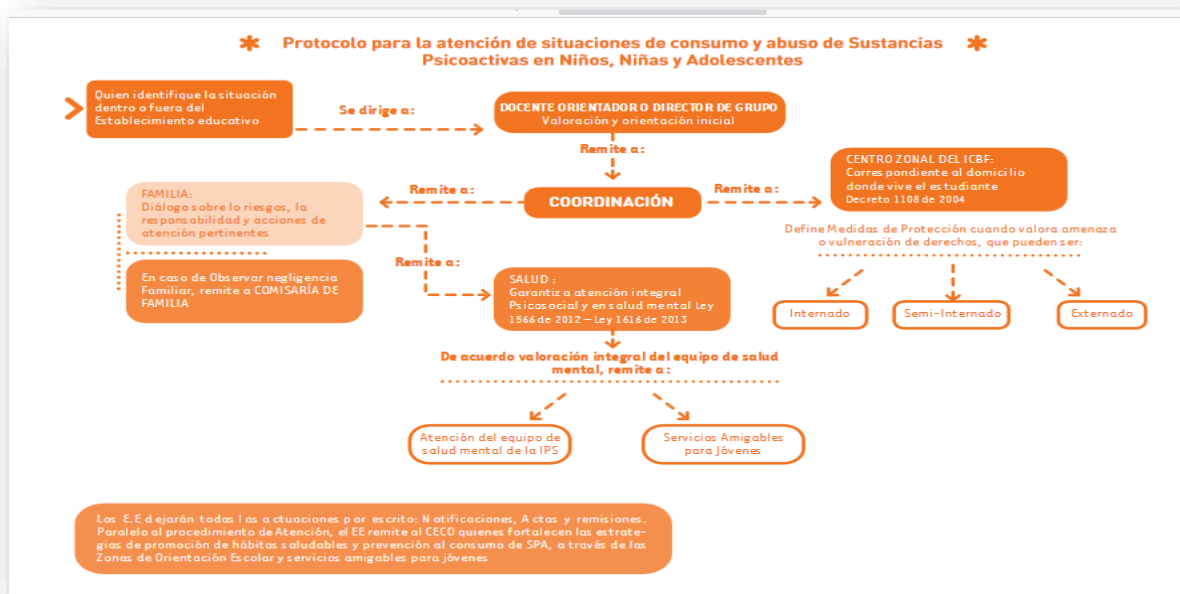 Protocolo para la atención de situaciones de consumo y abuso de Sustancias
Psicoactivas en Niños, Niñas y Adolescentes
Quien identifique la situación
dentro o fuera del
Establecimiento educativo
Se dirige a:
DOCENTE ORIENTADOR O DIRECTOR DE GRUPO
Valoración y orientación inicial
Remite a:
COORDINACIÓN
Remite a:
FAMILIA:
Diálogo sobre lo riesgos, la
responsabilidad y acciones de
atención pertinentes
En caso de Observar negligencia
Familiar, remite a COMISARÍA DE
FAMILIA
Remite a:
CENTRO ZONAL DEL ICBF:
Correspondiente al domicilio
donde vive el estudiante
Decreto 1108 de 2004
Define Medidas de Protección cuando valora amenaza
o vulneración de derechos, que pueden ser:
Internado
Semi-Internado
Externado
Remite a:
SALUD :
Garantiza atención integral
Psicosocial y en salud mental Ley
1566 de 2012 – Ley 1616 de 2013
De acuerdo valoración integral del equipo de salud
mental, remite a:
Atención del equipo de
salud mental de la IPS
Servicios Amigables
para Jóvenes
Los E.E dejarán todas las actuaciones por escrito: Notificaciones, Actas y remisiones.
Paralelo al procedimiento de Atención, el EE remite al CECO quienes fortalecen las estrate-
gias de promoción de hábitos saludables y prevención al consumo de SPA, a través de las
Zonas de Orientación Escolar y servicios amigables para jóvenes